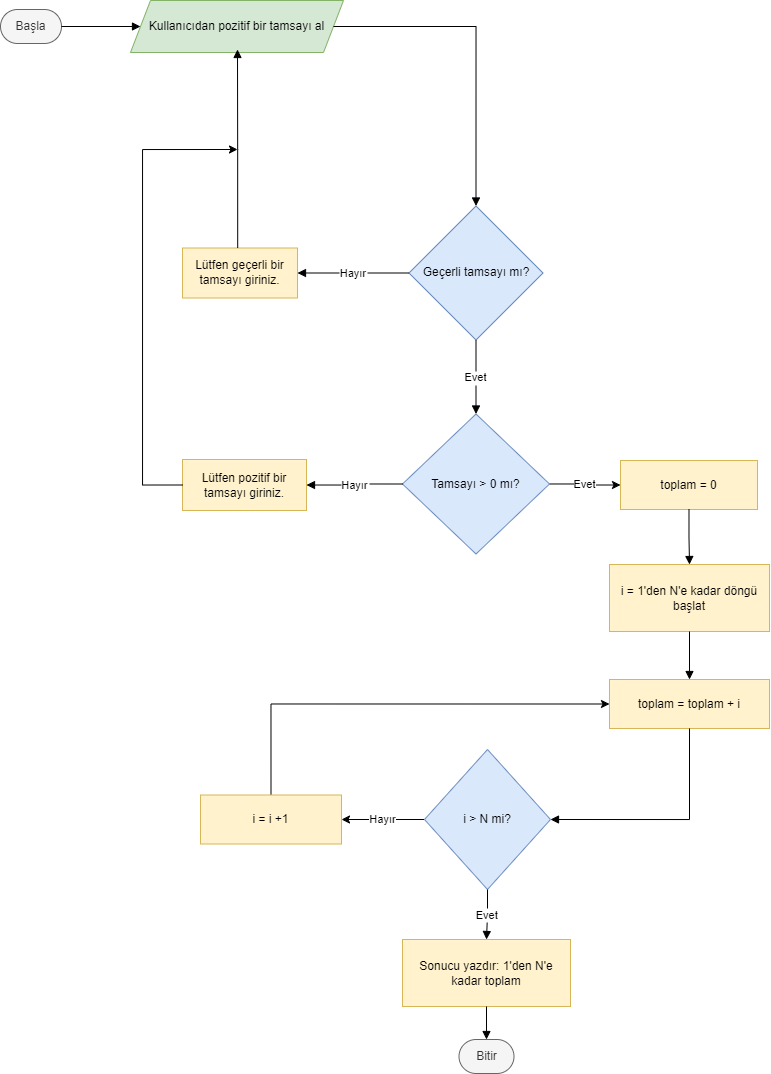 Başla
Kullanıcıdan pozitif bir tamsayı al
Geçerli tamsayı mı?
Hayır
Lütfen geçerli bir
tamsayı giriniz.
Evet
Tamsayı > 0 mı?
Hayır
Lütfen pozitif bir
tamsayı giriniz.
Evet
toplam = 0
i = 1'den N'e kadar döngü
başlat
toplam = toplam + i
i > N mi?
Hayır
i = i +1
Evet
Sonucu yazdır: 1'den N'e
kadar toplam
Bitir